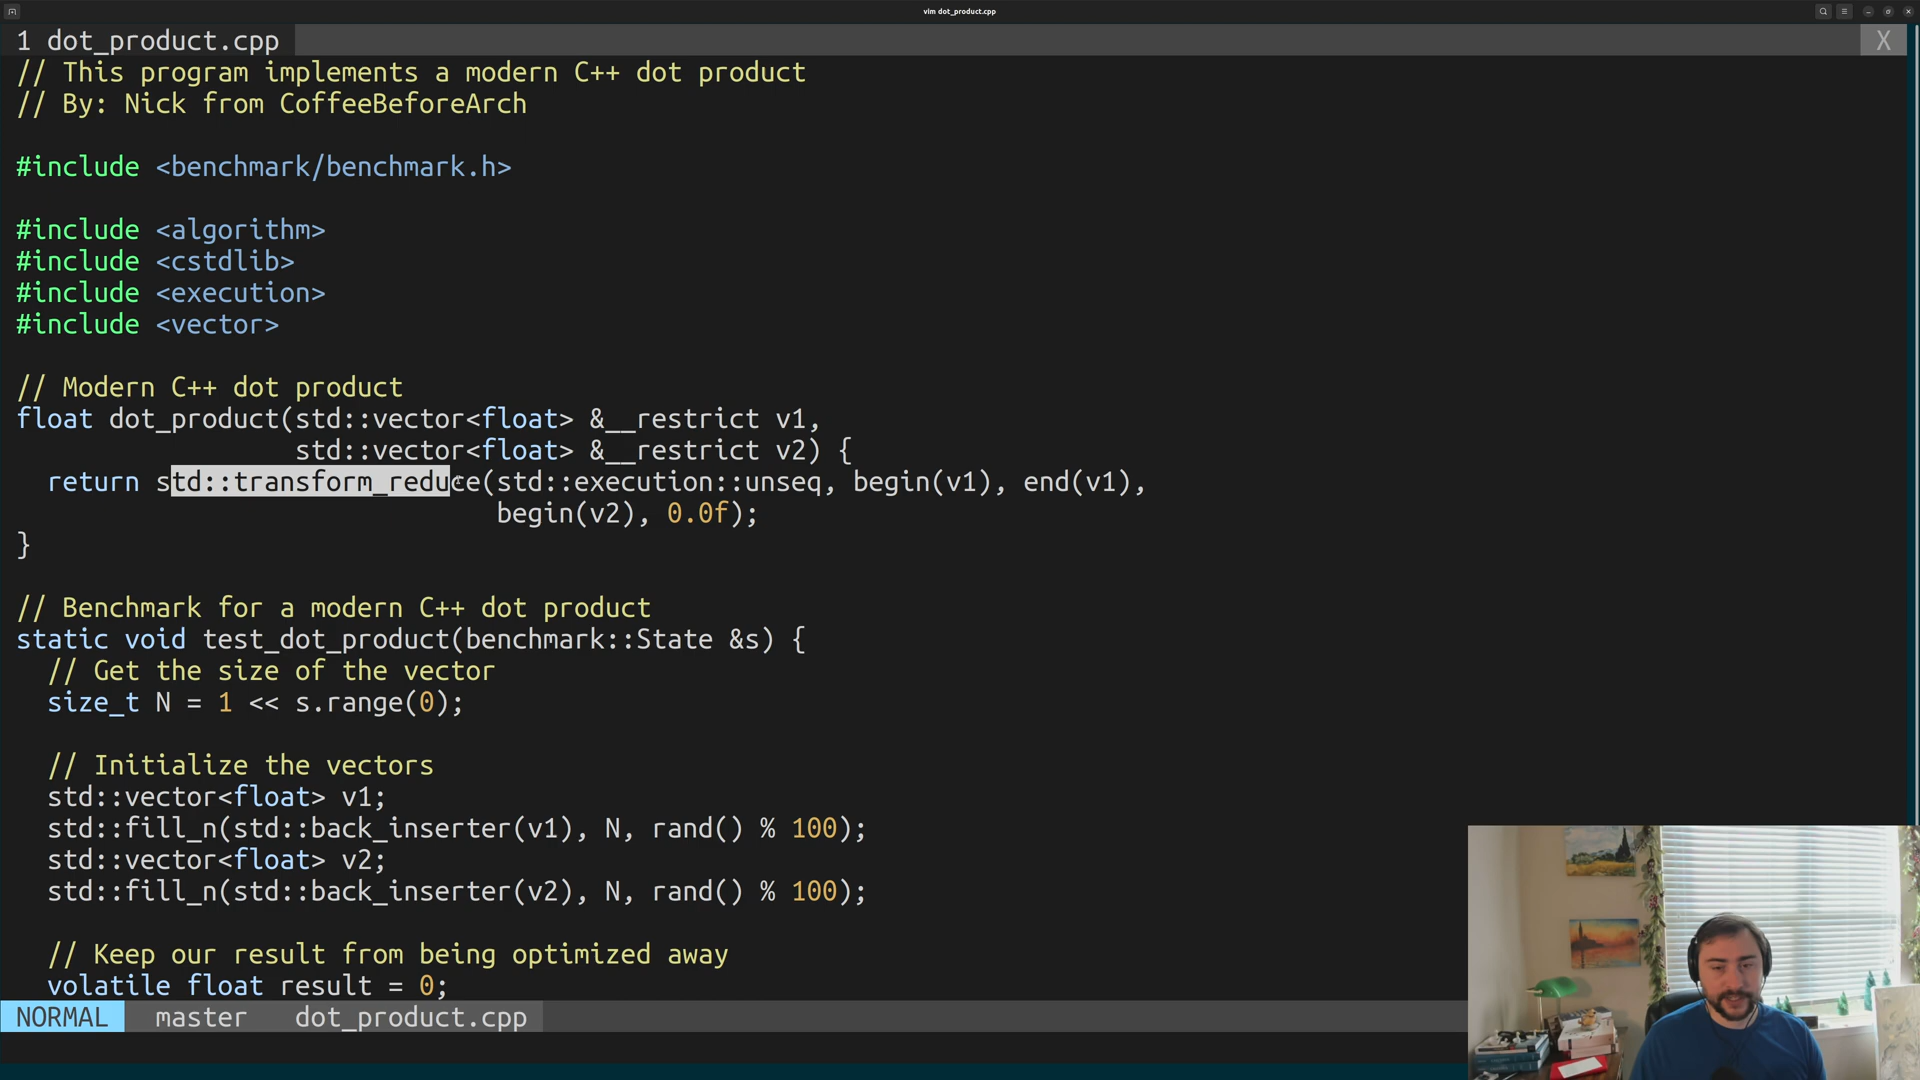 vim dot_product.cpp
1 dot_product.cpp X
// This program implements a modern C++ dot product
// By: Nick from CoffeeBeforeArch
#include <benchmark/benchmark.h>
#include <algorithm>
#include <cstdlib>
#include <execution>
#include <vector>
// Modern C++ dot product
float dot_product(std::vector<float> &__restrict v1,
std::vector<float> &__restrict v2) {
return std::transform_reduce(std::execution::unseq, begin(v1), end(v1),
begin(v2), 0.0f);
}
// Benchmark for a modern C++ dot product
static void test_dot_product(benchmark::State &s) {
// Get the size of the vector
size_t N = 1 << s.range(0);
// Initialize the vectors
std::vector<float> v1;
std::fill_n(std::back_inserter(v1), N, rand() % 100);
std::vector<float> v2;
std::fill_n(std::back_inserter(v2), N, rand() % 100);
// Keep our result from being optimized away
volatile float result = 0;
NORMAL master dot_product.cpp